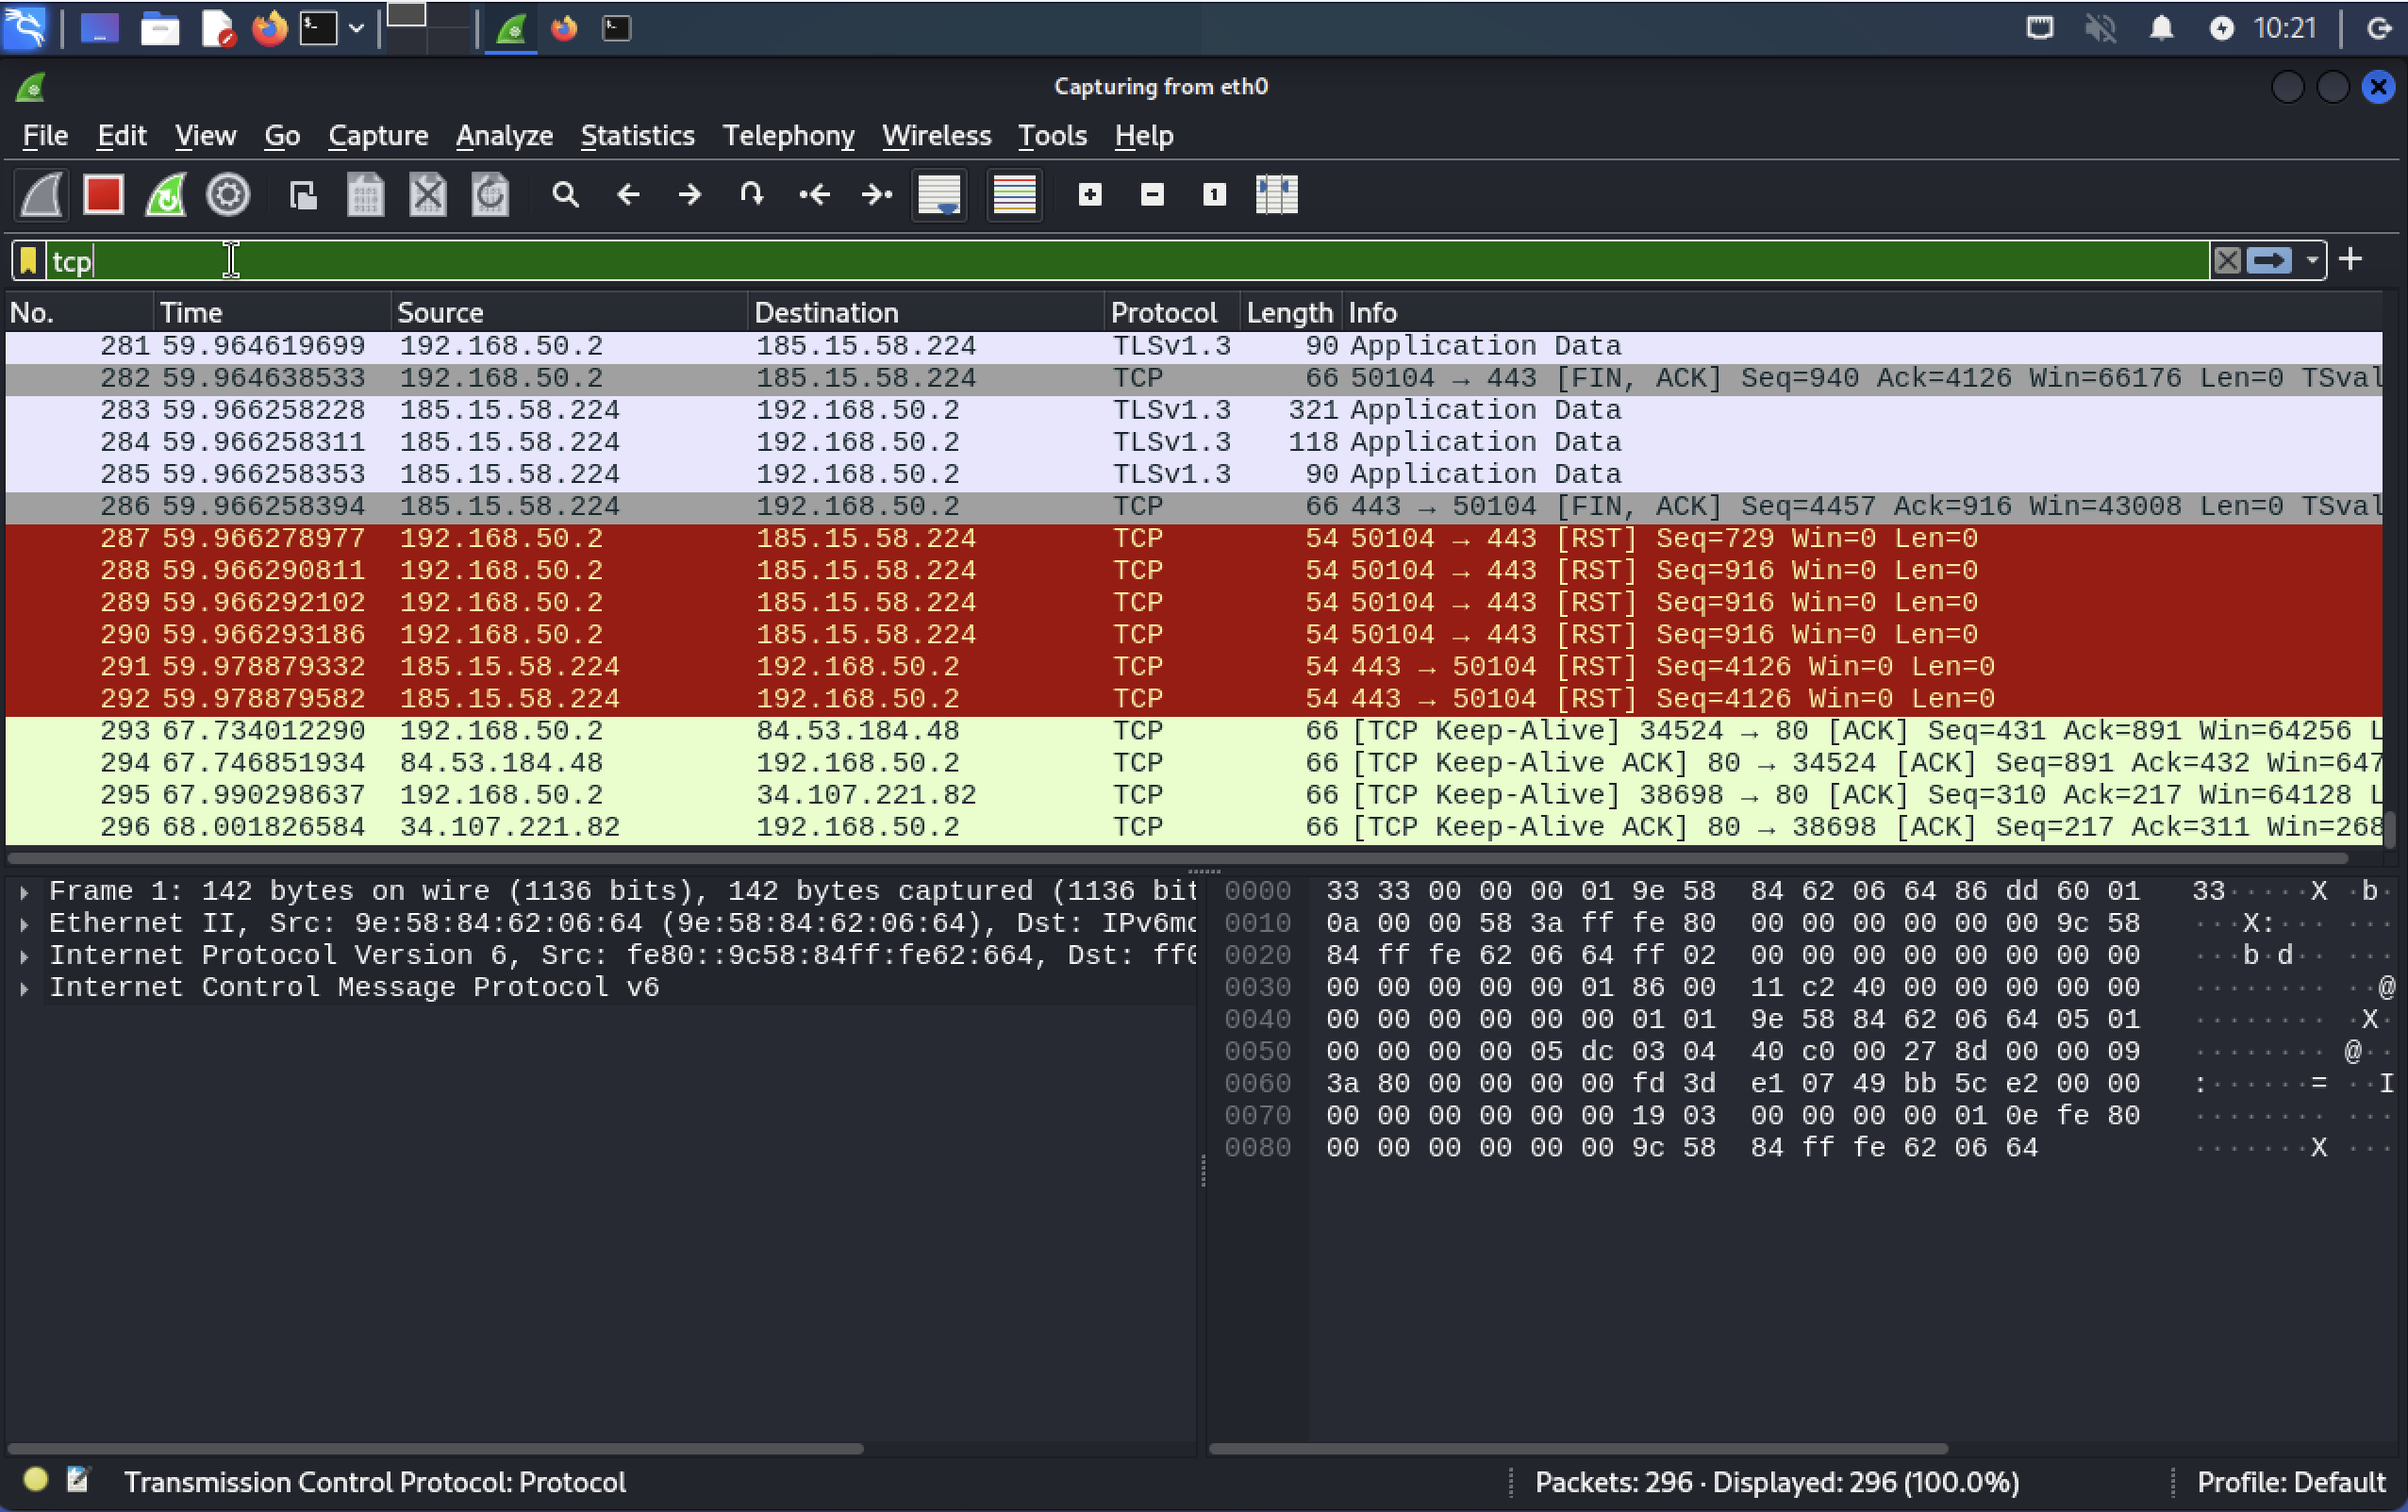 10:21
Capturing from eth0
File Edit View Go Capture Analyze Statistics Telephony Wireless Tools Help
tcp
No. Time Source Destination Protocol Length Info
281 59.964619699 192.168.50.2 185.15.58.224 TLSv1.3 90 Application Data
282 59.964638533 192.168.50.2 185.15.58.224 TCP 66 50104 → 443 [FIN, ACK] Seq=940 Ack=4126 Win=66176 Len=0 TSval
283 59.966258228 185.15.58.224 192.168.50.2 TLSv1.3 321 Application Data
284 59.966258311 185.15.58.224 192.168.50.2 TLSv1.3 118 Application Data
285 59.966258353 185.15.58.224 192.168.50.2 TLSv1.3 90 Application Data
286 59.966258394 185.15.58.224 192.168.50.2 TCP 66 443 → 50104 [FIN, ACK] Seq=4457 Ack=916 Win=43008 Len=0 TSval
287 59.966278977 192.168.50.2 185.15.58.224 TCP 54 50104 → 443 [RST] Seq=729 Win=0 Len=0
288 59.966290811 192.168.50.2 185.15.58.224 TCP 54 50104 → 443 [RST] Seq=916 Win=0 Len=0
289 59.966292102 192.168.50.2 185.15.58.224 TCP 54 50104 → 443 [RST] Seq=916 Win=0 Len=0
290 59.966293186 192.168.50.2 185.15.58.224 TCP 54 50104 → 443 [RST] Seq=916 Win=0 Len=0
291 59.978879332 185.15.58.224 192.168.50.2 TCP 54 443 → 50104 [RST] Seq=4126 Win=0 Len=0
292 59.978879582 185.15.58.224 192.168.50.2 TCP 54 443 → 50104 [RST] Seq=4126 Win=0 Len=0
293 67.734012290 192.168.50.2 84.53.184.48 TCP 66 [TCP Keep-Alive] 34524 → 80 [ACK] Seq=431 Ack=891 Win=64256 L
294 67.746851934 84.53.184.48 192.168.50.2 TCP 66 [TCP Keep-Alive ACK] 80 → 34524 [ACK] Seq=891 Ack=432 Win=647
295 67.990298637 192.168.50.2 34.107.221.82 TCP 66 [TCP Keep-Alive] 38698 → 80 [ACK] Seq=310 Ack=217 Win=64128 L
296 68.001826584 34.107.221.82 192.168.50.2 TCP 66 [TCP Keep-Alive ACK] 80 → 38698 [ACK] Seq=217 Ack=311 Win=268
Frame 1: 142 bytes on wire (1136 bits), 142 bytes captured (1136 bit
Ethernet II, Src: 9e:58:84:62:06:64 (9e:58:84:62:06:64), Dst: IPv6mc
Internet Protocol Version 6, Src: fe80::9c58:84ff:fe62:664, Dst: ff0
Internet Control Message Protocol v6
0000 33 33 00 00 00 01 9e 58 84 62 06 64 86 dd 60 01 33·····X ·b·
0010 0a 00 00 58 3a ff fe 80 00 00 00 00 00 00 9c 58 ···X:··· ···
0020 84 ff fe 62 06 64 ff 02 00 00 00 00 00 00 00 00 ···b·d·· ···
0030 00 00 00 00 00 01 86 00 11 c2 40 00 00 00 00 00 ········ ··@
0040 00 00 00 00 00 00 01 01 9e 58 84 62 06 64 05 01 ········ ·X·
0050 00 00 00 00 05 dc 03 04 40 c0 00 27 8d 00 00 09 ········ @··
0060 3a 80 00 00 00 00 fd 3d e1 07 49 bb 5c e2 00 00 :······= ··I
0070 00 00 00 00 00 00 19 03 00 00 00 00 01 0e fe 80 ········ ···
0080 00 00 00 00 00 00 9c 58 84 ff fe 62 06 64 ·······X ···
Transmission Control Protocol: Protocol
Packets: 296 · Displayed: 296 (100.0%)
Profile: Default